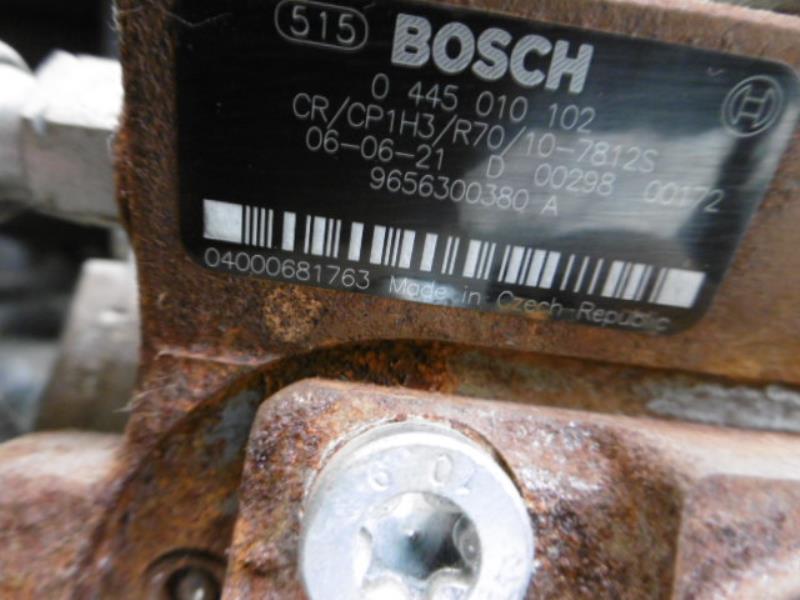 515 BOSCH
0 445 010 102
CR/CP1H3/R70/10-7812S
06-06-21 D 00298 00172
9656300380 A
04000681763 Made in Czech Republic